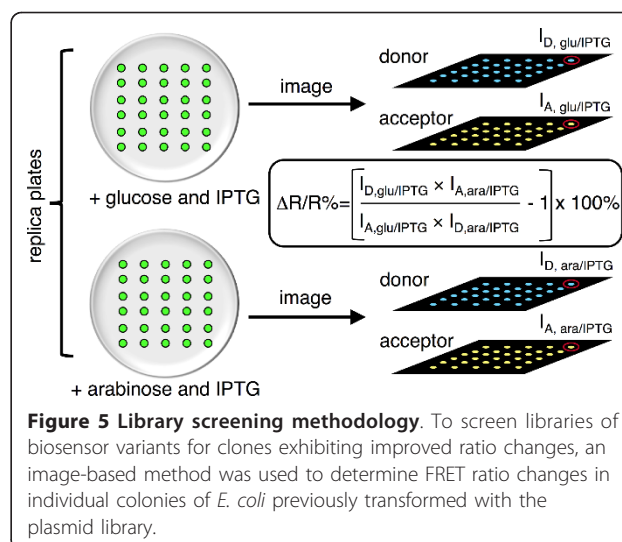 replica plates
+ glucose and IPTG
image
donor
I_D, glu/IPTG
acceptor
I_A, glu/IPTG
ΔR/R%=[I_D,glu/IPTG × I_A,ara/IPTG / I_A,glu/IPTG × I_D,ara/IPTG - 1] x 100%
+ arabinose and IPTG
image
donor
I_D, ara/IPTG
acceptor
I_A, ara/IPTG
Figure 5 Library screening methodology. To screen libraries of
biosensor variants for clones exhibiting improved ratio changes, an
image-based method was used to determine FRET ratio changes in
individual colonies of E. coli previously transformed with the
plasmid library.